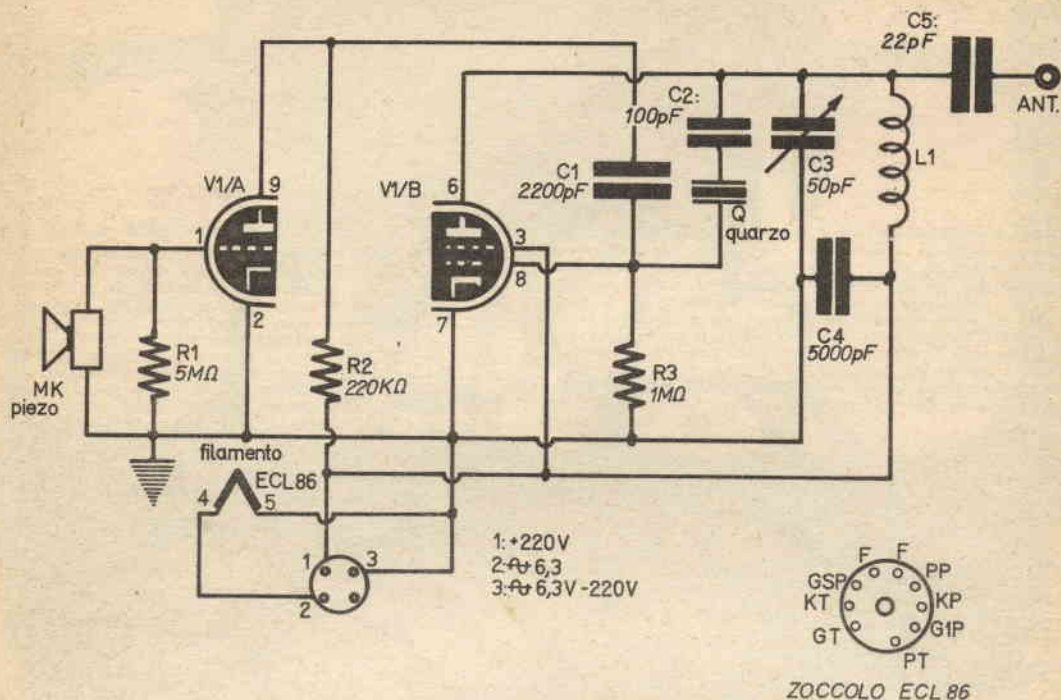 C5:
22pF
ANT.
C2:
100pF
C1
2200pF
Q
quarzo
C3
50pF
L1
V1/A
9
1
2
V1/B
6
3
8
7
MK
piezo
R1
5MΩ
R2
220KΩ
R3
1MΩ
C4
5000pF
filamento
ECL86
4
5
1
3
2
1: +220V
2: 6,3
3: 6,3V -220V
F F
GSP PP
KT KP
GT G1P
PT
ZOCCOLO ECL 86